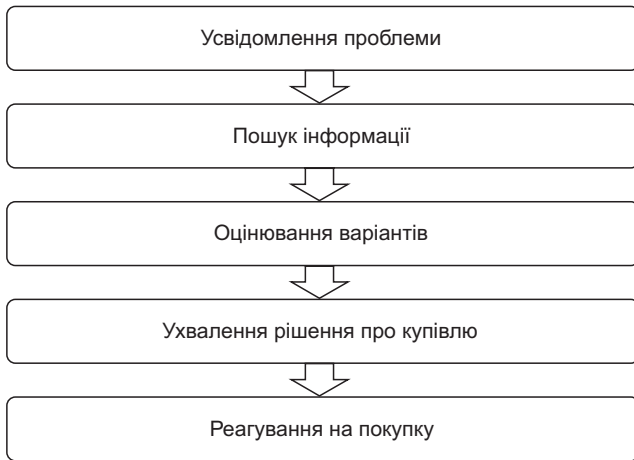 Усвідомлення проблеми
Пошук інформації
Оцінювання варіантів
Ухвалення рішення про купівлю
Реагування на покупку